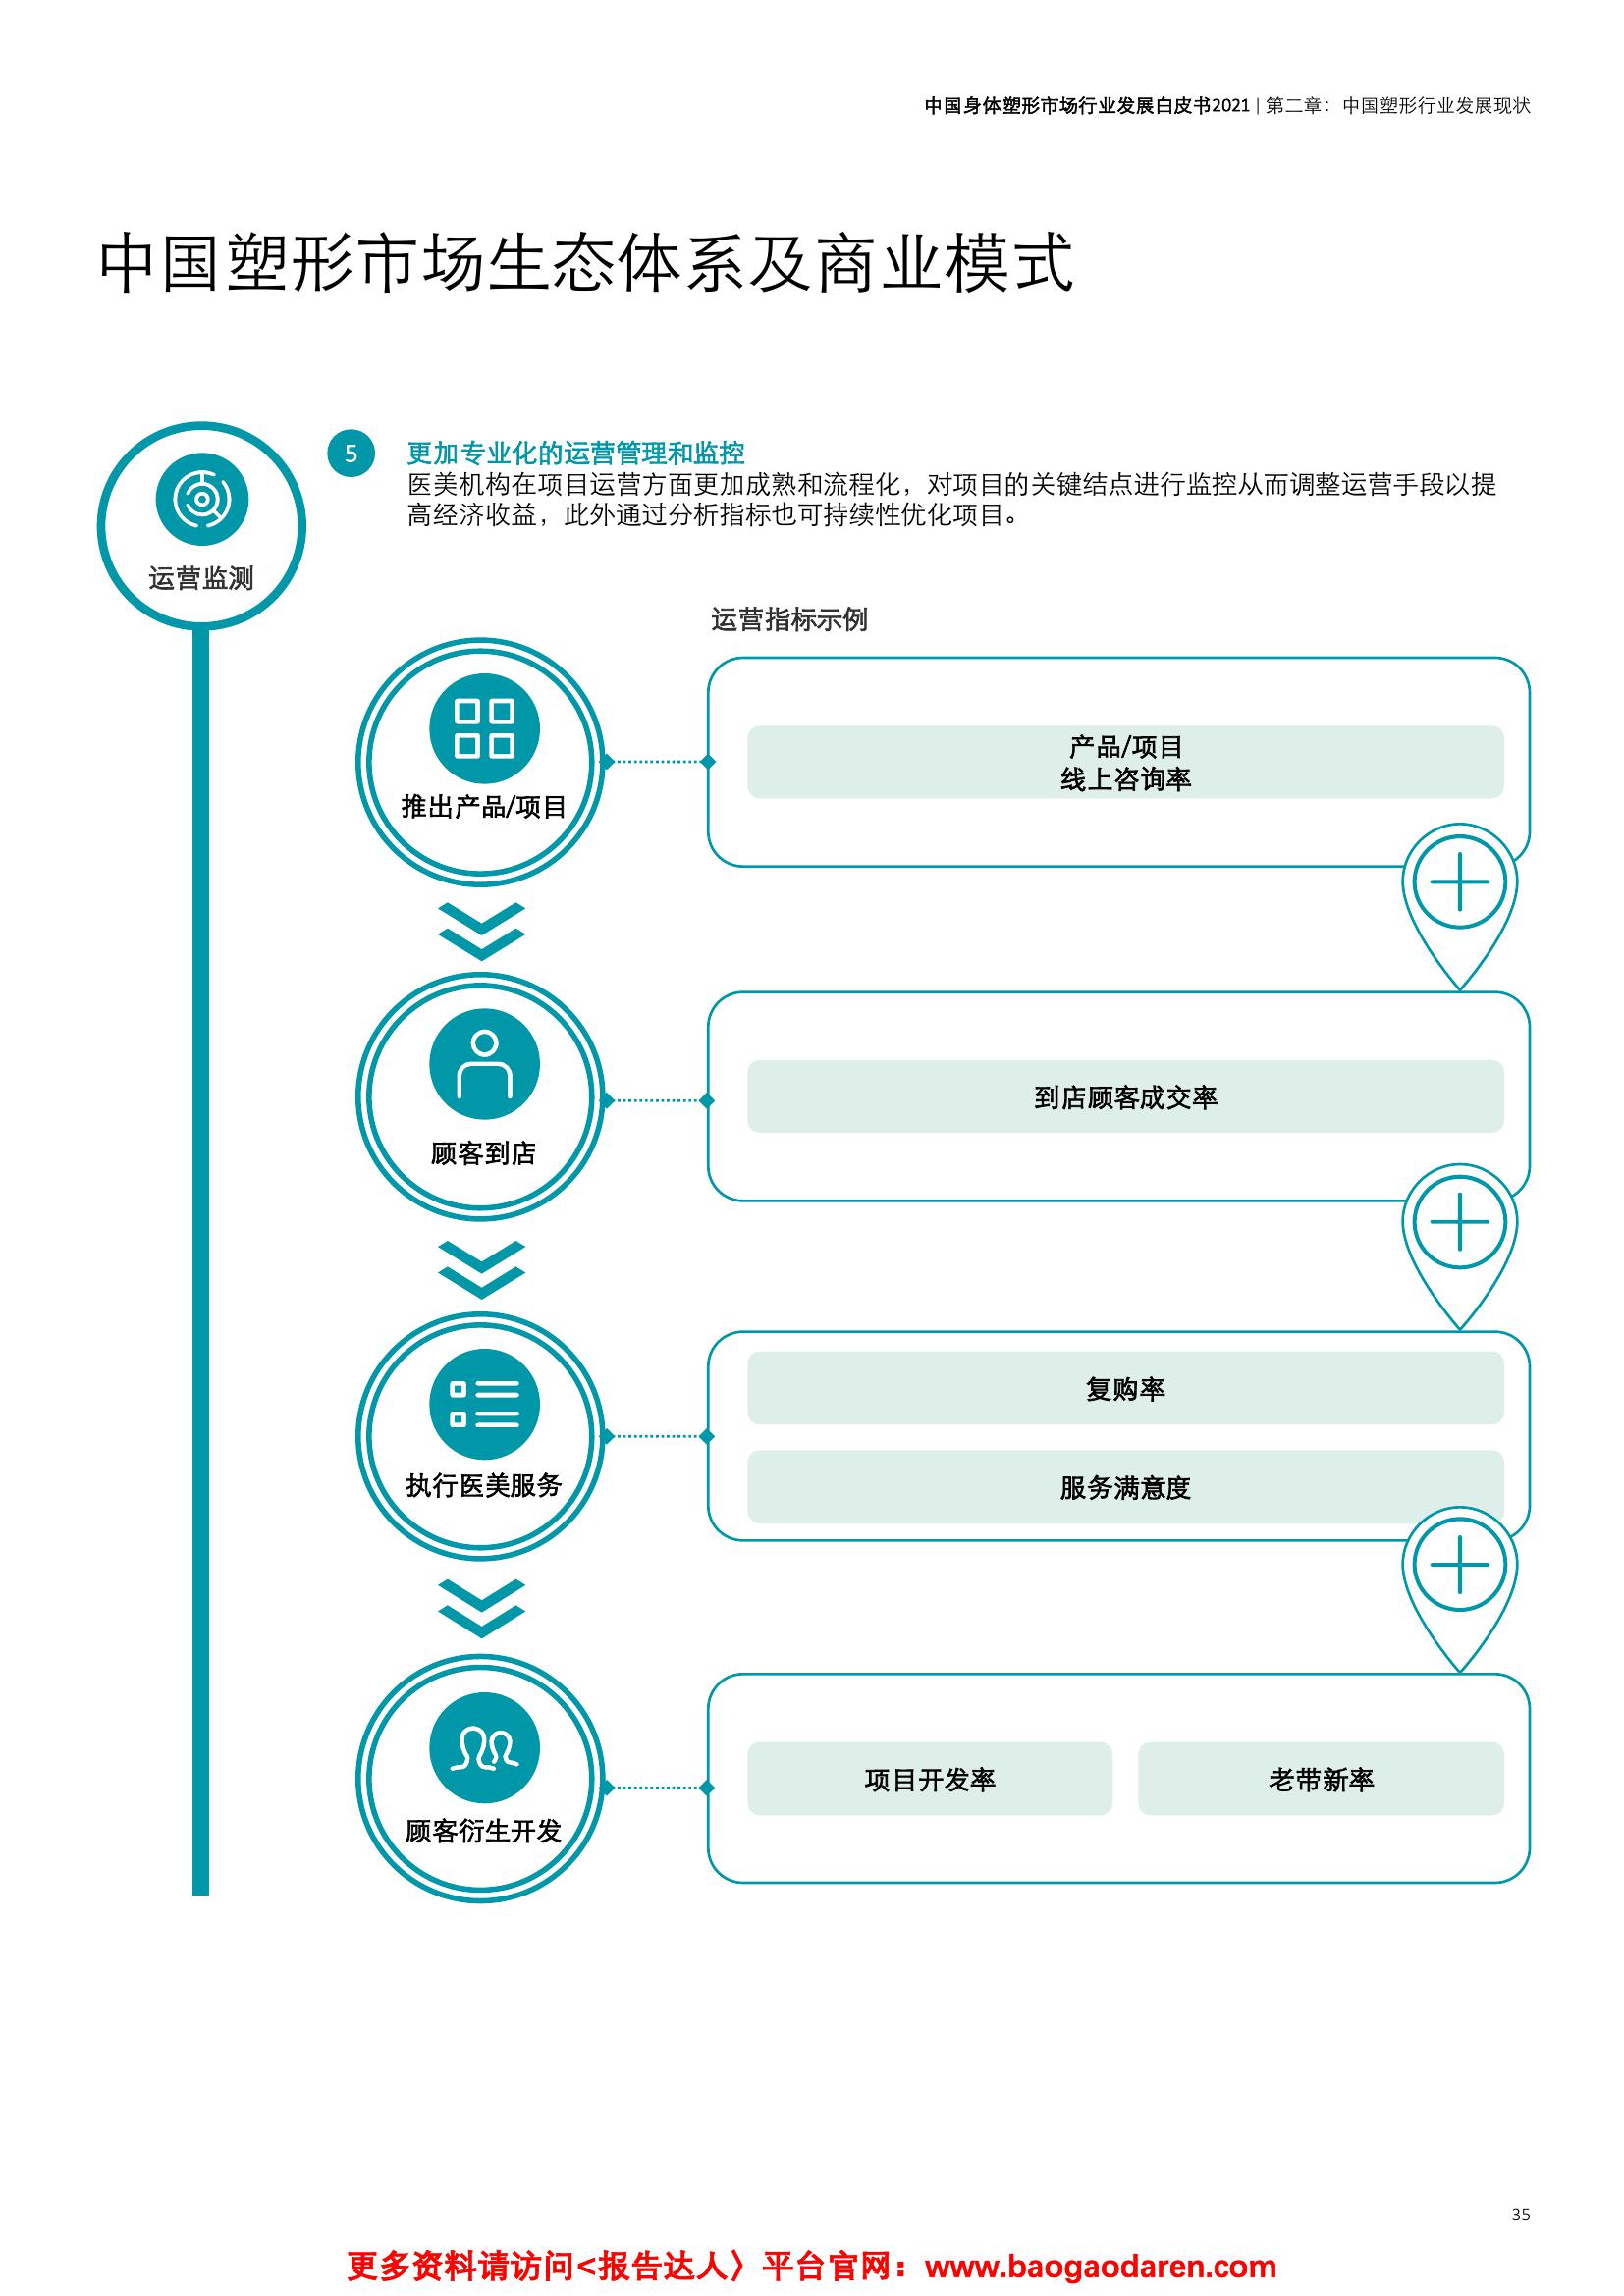 中国身体塑形市场行业发展白皮书2021 | 第二章：中国塑形行业发展现状
中国塑形市场生态体系及商业模式
运营监测
5
更加专业化的运营管理和监控
医美机构在项目运营方面更加成熟和流程化，对项目的关键结点进行监控从而调整运营手段以提
高经济收益，此外通过分析指标也可持续性优化项目。
运营指标示例
推出产品/项目
产品/项目
线上咨询率
顾客到店
到店顾客成交率
执行医美服务
复购率
服务满意度
顾客衍生开发
项目开发率
老带新率
35
更多资料请访问<报告达人〉平台官网：www.baogaodaren.com